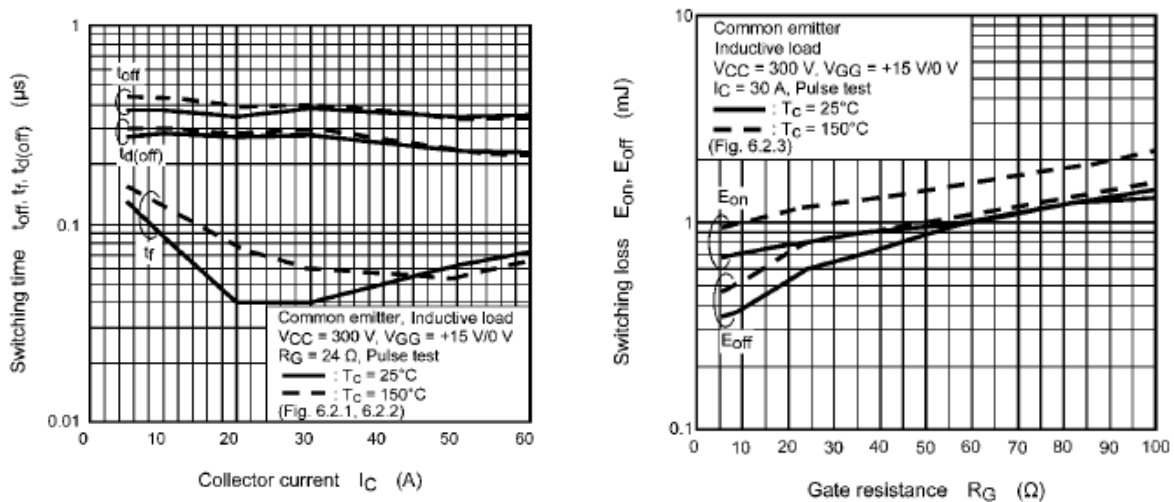 Switching time toff, tf, td(off) (μs)
1
toff
td(off)
0.1
tf
Common emitter, Inductive load
VCC = 300 V, VGG = +15 V/0 V
RG = 24 Ω, Pulse test
: TC = 25°C
: TC = 150°C
(Fig. 6.2.1, 6.2.2)
0.01
0 10 20 30 40 50 60
Collector current IC (A)
Switching loss Eon, Eoff (mJ)
10
Common emitter
Inductive load
VCC = 300 V, VGG = +15 V/0 V
IC = 30 A, Pulse test
: TC = 25°C
: TC = 150°C
(Fig. 6.2.3)
Eon
1
Eoff
0.1
0 10 20 30 40 50 60 70 80 90 100
Gate resistance RG (Ω)